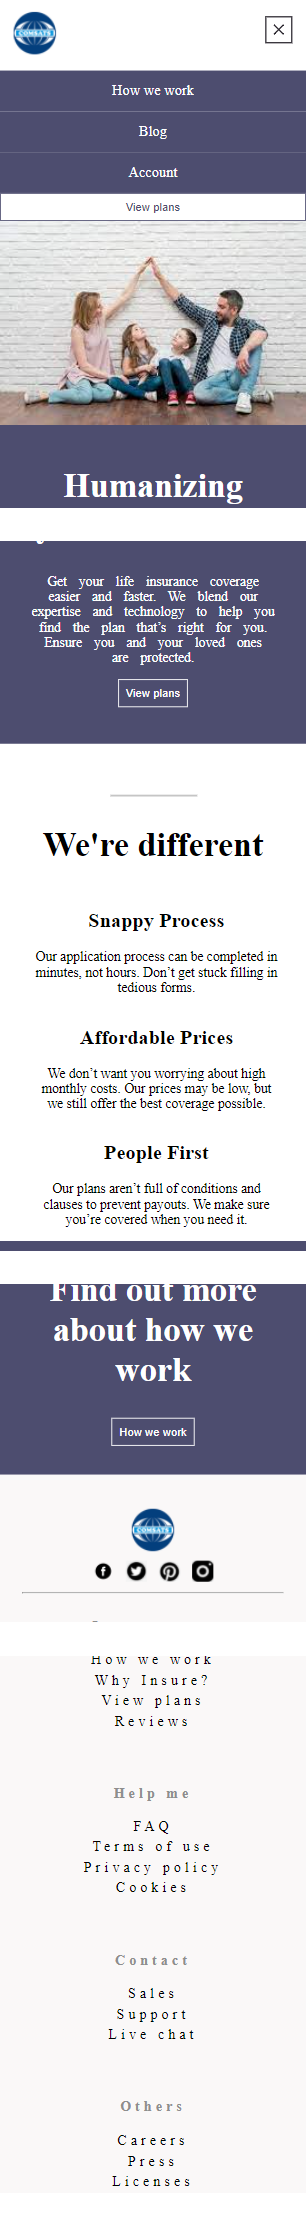 COMSATS
How we work
Blog
Account
View plans
Humanizing
Get your life insurance coverage
easier and faster. We blend our
expertise and technology to help you
find the plan that’s right for you.
Ensure you and your loved ones
are protected.
View plans
We're different
Snappy Process
Our application process can be completed in
minutes, not hours. Don’t get stuck filling in
tedious forms.
Affordable Prices
We don’t want you worrying about high
monthly costs. Our prices may be low, but
we still offer the best coverage possible.
People First
Our plans aren’t full of conditions and
clauses to prevent payouts. We make sure
you’re covered when you need it.
Find out more
about how we
work
How we work
COMSATS
How we work
Why Insure?
View plans
Reviews
Help me
FAQ
Terms of use
Privacy policy
Cookies
Contact
Sales
Support
Live chat
Others
Careers
Press
Licenses